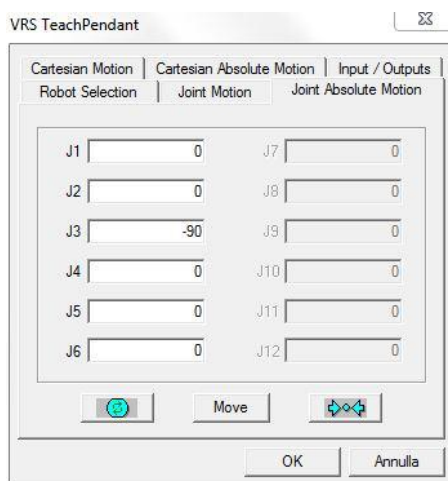 VRS TeachPendant
Cartesian Motion Cartesian Absolute Motion Input / Outputs
Robot Selection Joint Motion Joint Absolute Motion
J1 0 J7 0
J2 0 J8 0
J3 -90 J9 0
J4 0 J10 0
J5 0 J11 0
J6 0 J12 0
Move
OK Annulla